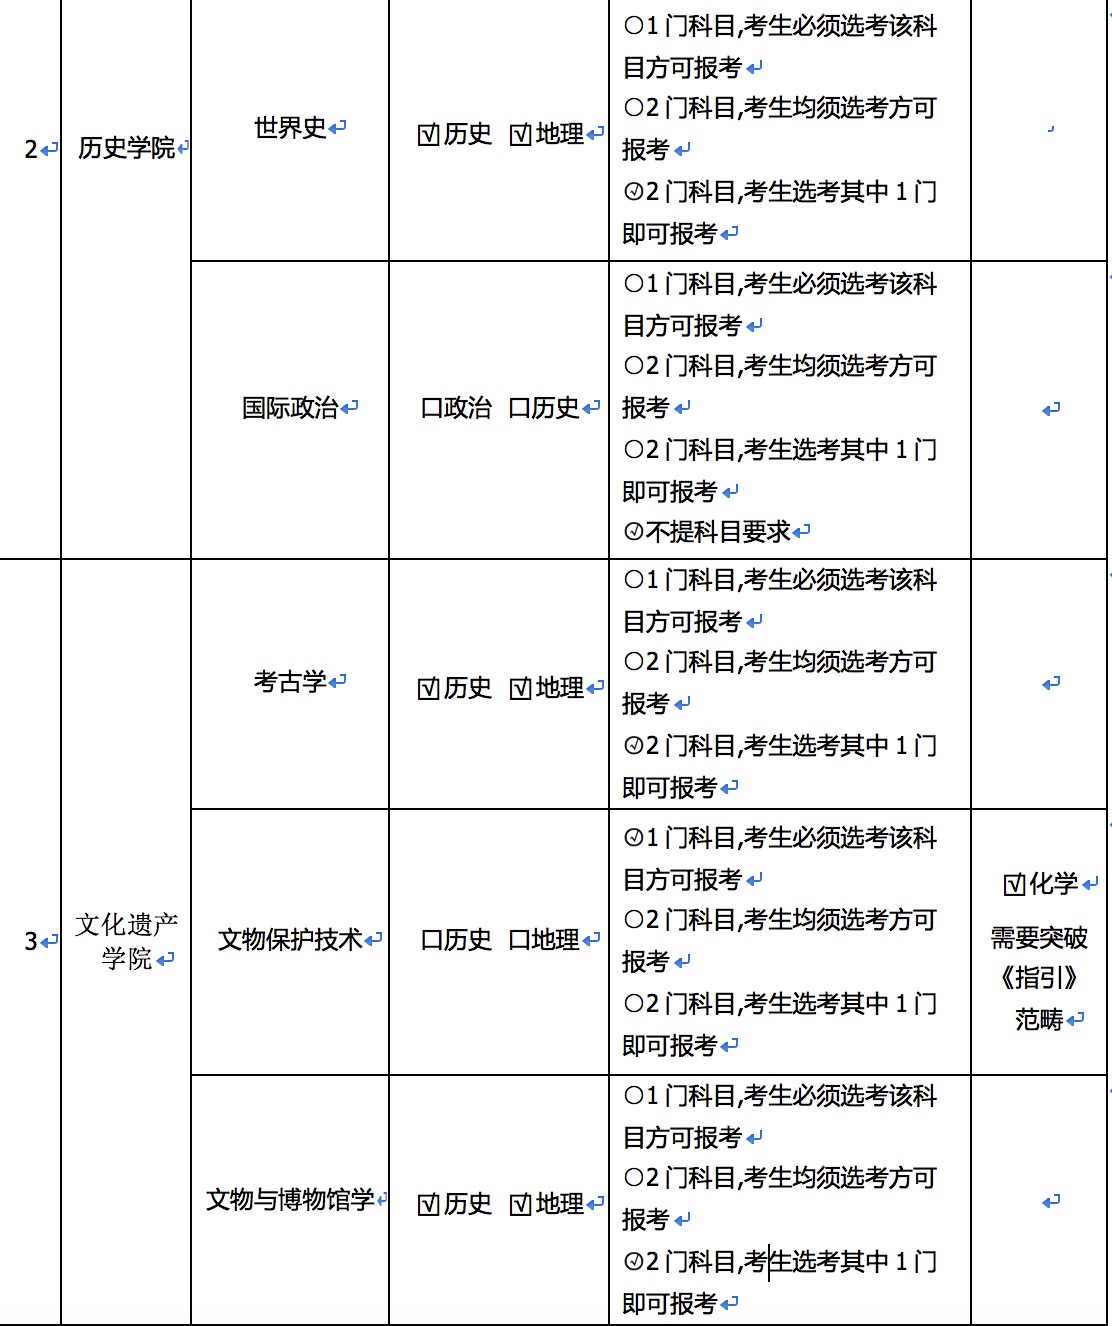 2
历史学院
世界史
☑历史 ☑地理
○1 门科目,考生必须选考该科
目方可报考
○2 门科目,考生均须选考方可
报考
☑2 门科目,考生选考其中 1 门
即可报考
国际政治
口政治 口历史
○1 门科目,考生必须选考该科
目方可报考
○2 门科目,考生均须选考方可
报考
○2 门科目,考生选考其中 1 门
即可报考
☑不提科目要求
3
文化遗产
学院
考古学
☑历史 ☑地理
○1 门科目,考生必须选考该科
目方可报考
○2 门科目,考生均须选考方可
报考
☑2 门科目,考生选考其中 1 门
即可报考
文物保护技术
口历史 口地理
☑1 门科目,考生必须选考该科
目方可报考
○2 门科目,考生均须选考方可
报考
○2 门科目,考生选考其中 1 门
即可报考
☑化学
需要突破
《指引》
范畴
文物与博物馆学
☑历史 ☑地理
○1 门科目,考生必须选考该科
目方可报考
○2 门科目,考生均须选考方可
报考
☑2 门科目,考生选考其中 1 门
即可报考